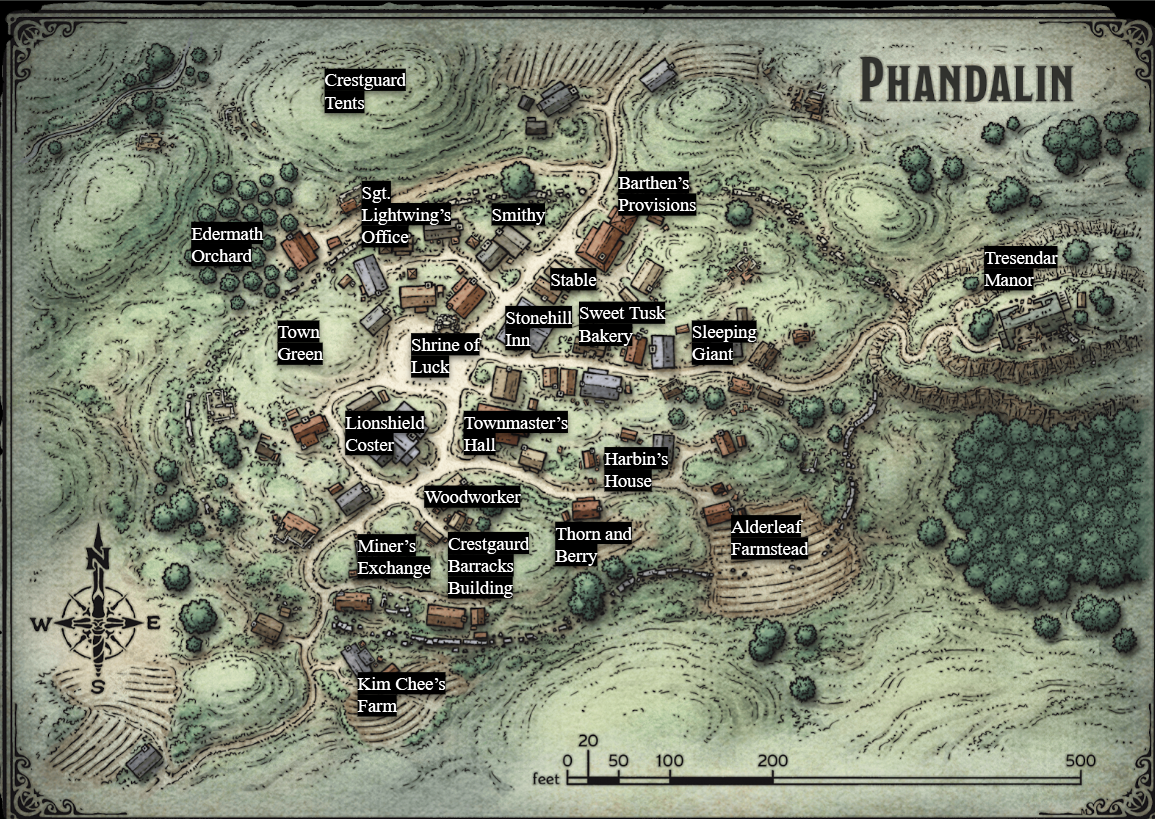 PHANDALIN
Crestguard
Tents
Sgt.
Lightwing's
Office
Smithy
Barthen's
Provisions
Edermath
Orchard
Tresendar
Manor
Stable
Stonehill
Inn
Sweet Tusk
Bakery
Sleeping
Giant
Town
Green
Shrine of
Luck
Lionshield
Coster
Townmaster's
Hall
Harbin's
House
Woodworker
Miner's
Exchange
Crestgaurd
Barracks
Building
Thorn and
Berry
Alderleaf
Farmstead
N
W E
S
Kim Chee's
Farm
20
feet 0 50 100 200 500